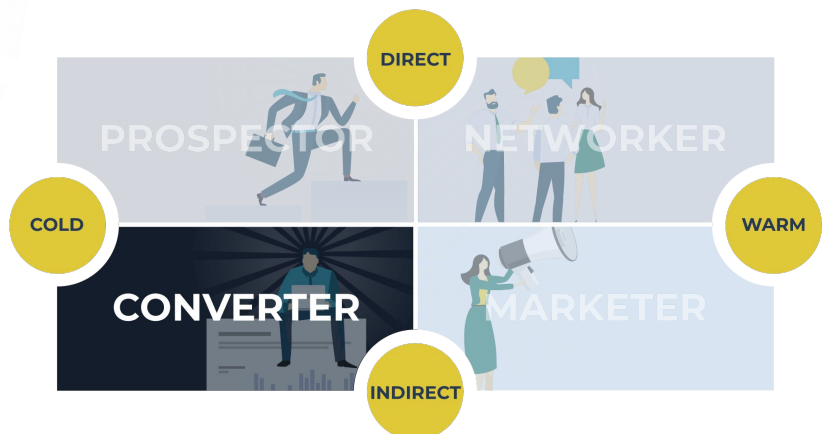 DIRECT
PROSPECTOR
NETWORKER
COLD
WARM
CONVERTER
MARKETER
INDIRECT